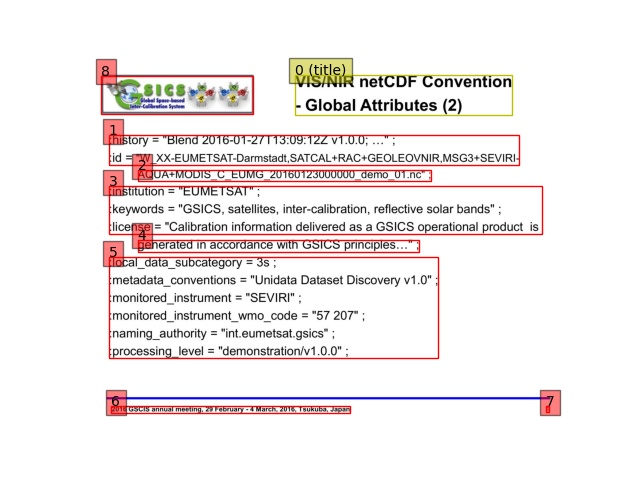 8
0 (title)
GSICS
Global Space-based
Inter-Calibration System
VIS/NIR netCDF Convention
- Global Attributes (2)
1
:history = "Blend 2016-01-27T13:09:12Z v1.0.0; …" ;
:id = "W_XX-EUMETSAT-Darmstadt,SATCAL+RAC+GEOLEOVNIR,MSG3+SEVIRI-
2
AQUA+MODIS_C_EUMG_20160123000000_demo_01.nc" ;
3
:institution = "EUMETSAT" ;
:keywords = "GSICS, satellites, inter-calibration, reflective solar bands" ;
:license = "Calibration information delivered as a GSICS operational product is
4
generated in accordance with GSICS principles…" ;
5
:local_data_subcategory = 3s ;
:metadata_conventions = "Unidata Dataset Discovery v1.0" ;
:monitored_instrument = "SEVIRI" ;
:monitored_instrument_wmo_code = "57 207" ;
:naming_authority = "int.eumetsat.gsics" ;
:processing_level = "demonstration/v1.0.0" ;
6
7
2016 GSCIS annual meeting, 29 February - 4 March, 2016, Tsukuba, Japan